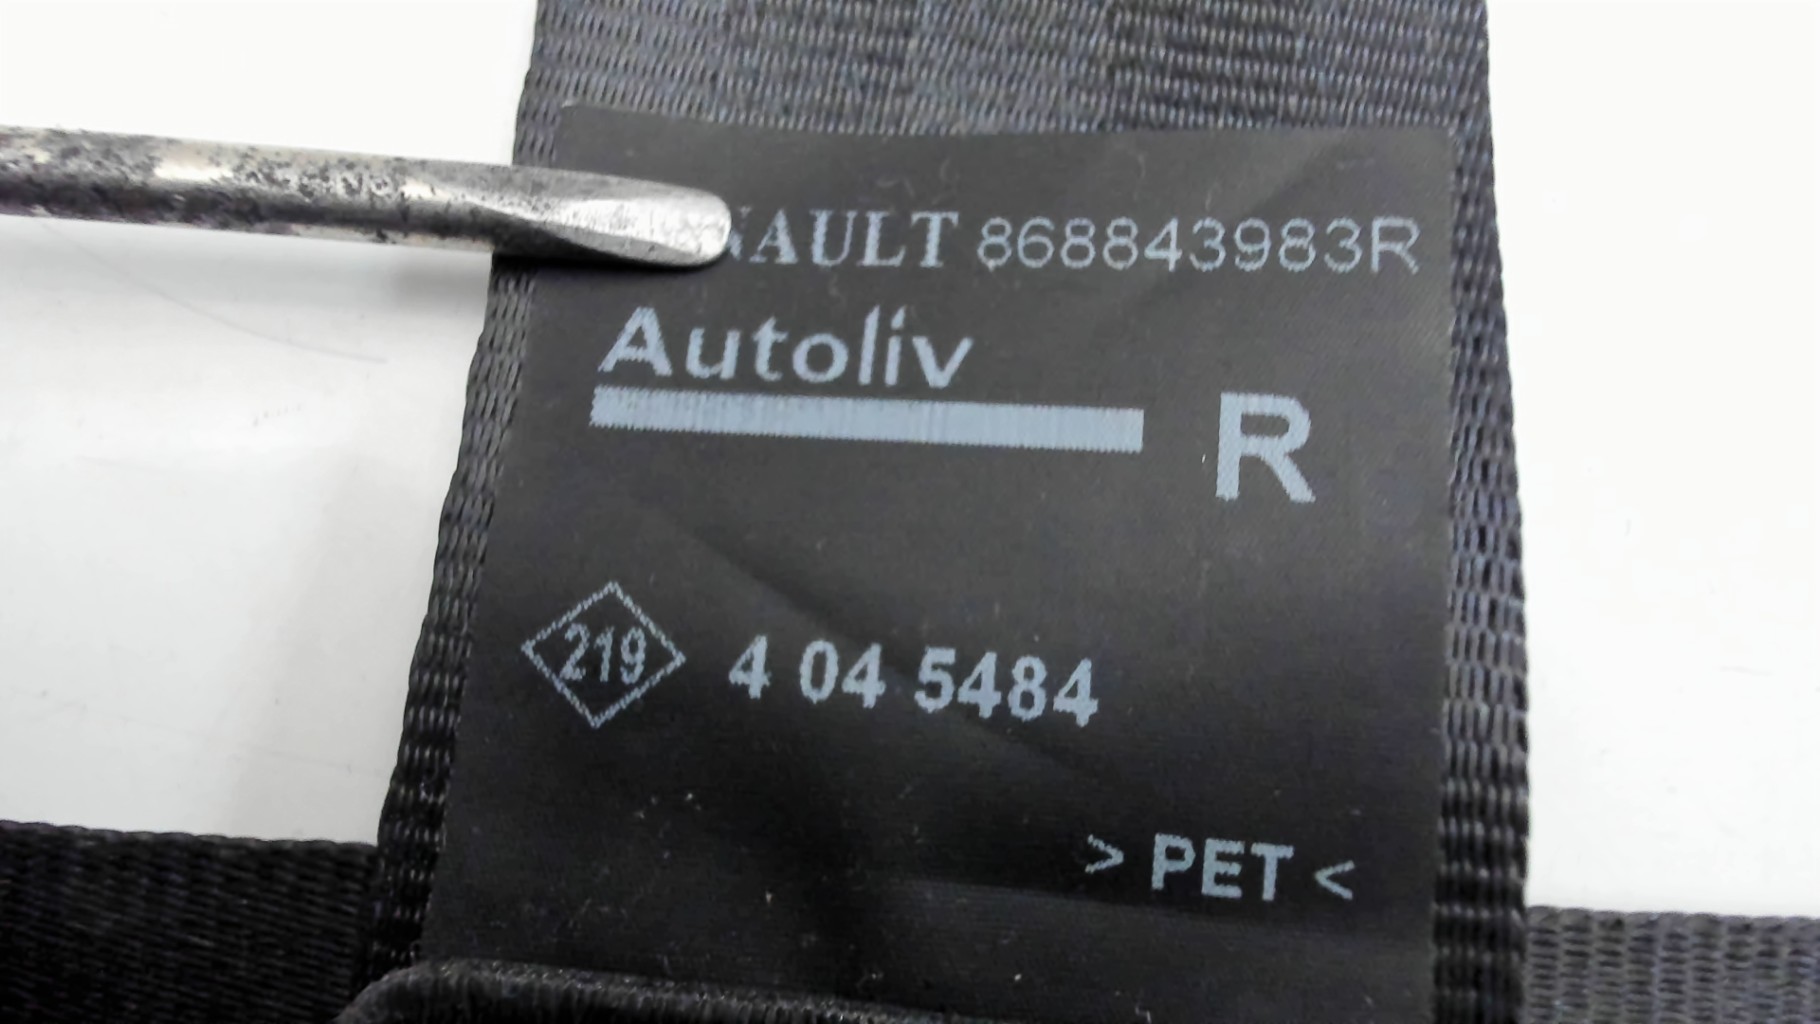 NAULT 868843983R
Autoliv
R
219 4 04 5484
> PET <